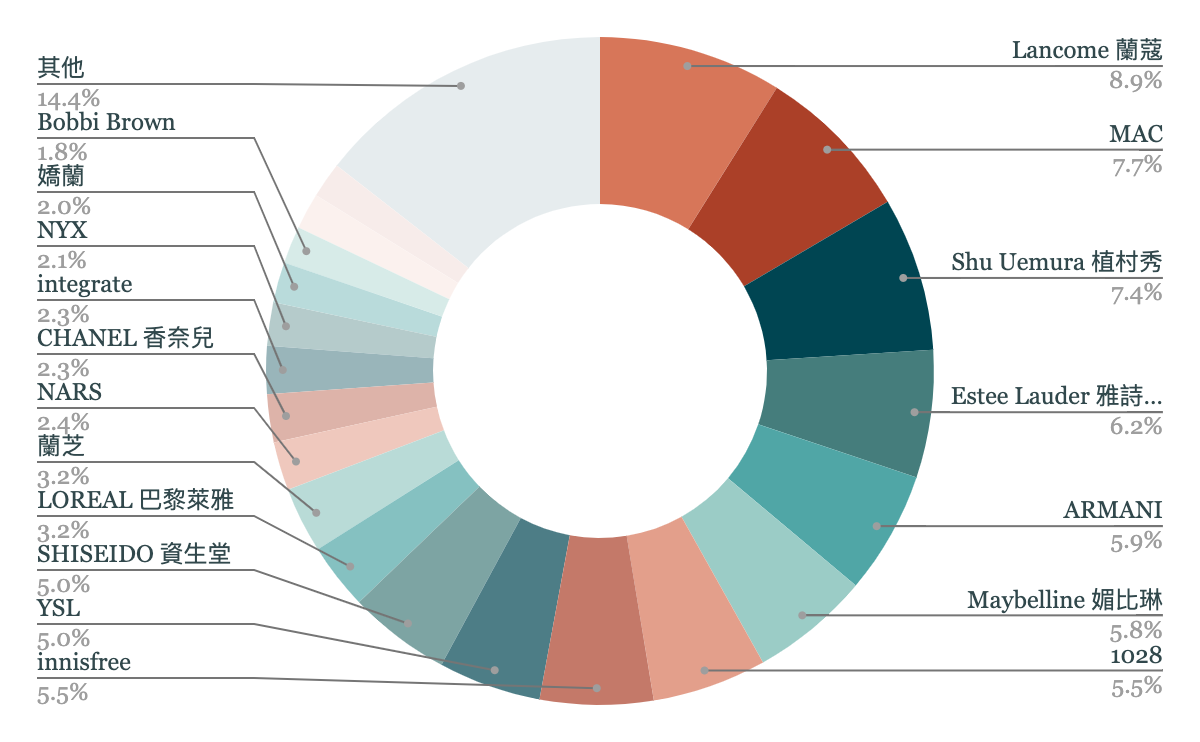 Lancome 蘭蔻
8.9%
MAC
7.7%
Shu Uemura 植村秀
7.4%
Estee Lauder 雅詩...
6.2%
ARMANI
5.9%
Maybelline 媚比琳
5.8%
1028
5.5%
其他
14.4%
Bobbi Brown
1.8%
嬌蘭
2.0%
NYX
2.1%
integrate
2.3%
CHANEL 香奈兒
2.3%
NARS
2.4%
蘭芝
3.2%
LOREAL 巴黎萊雅
3.2%
SHISEIDO 資生堂
5.0%
YSL
5.0%
innisfree
5.5%